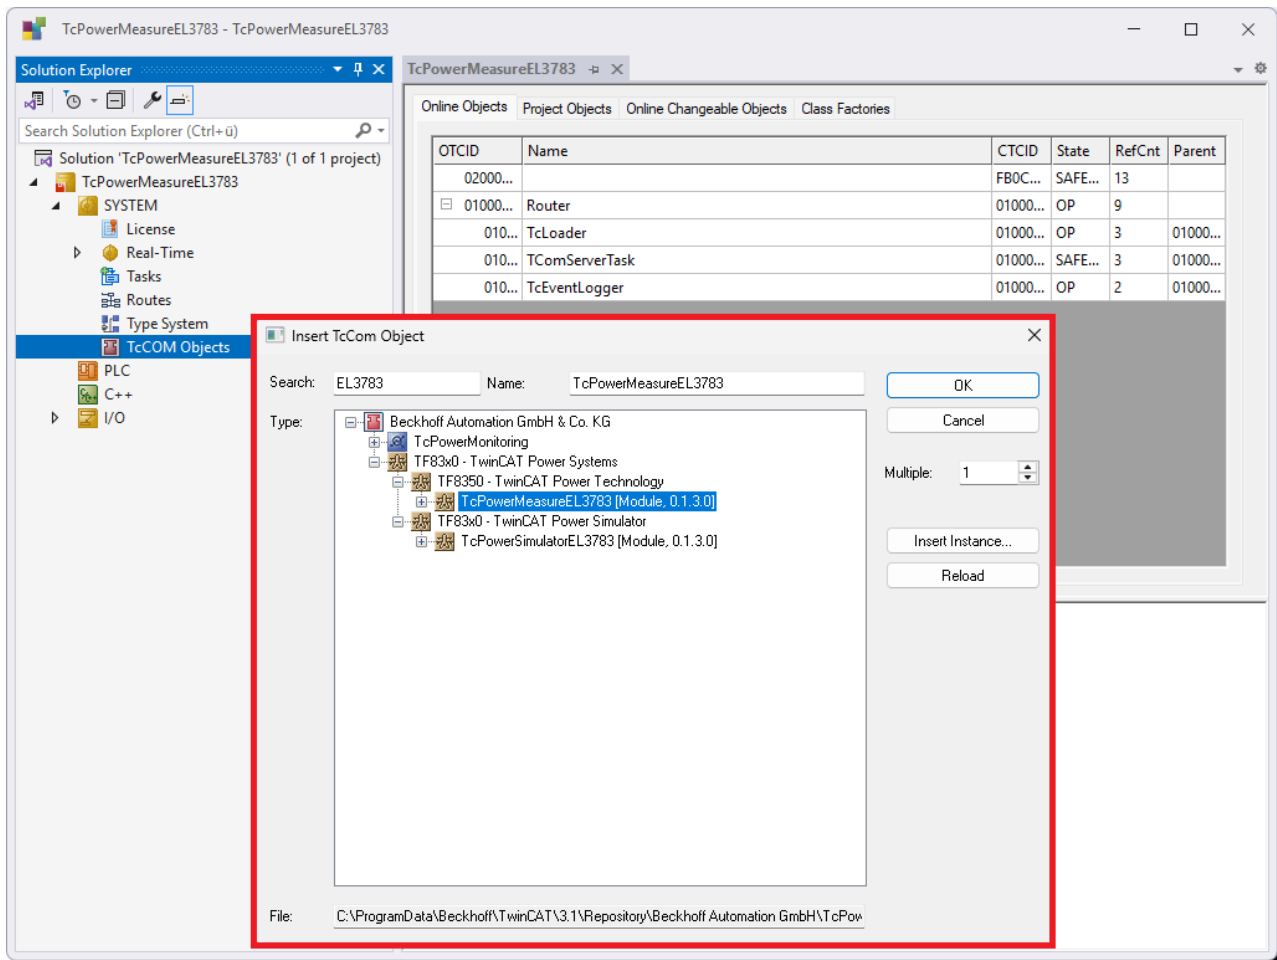 TcPowerMeasureEL3783 - TcPowerMeasureEL3783
Solution Explorer
Search Solution Explorer (Ctrl+ü)
Solution 'TcPowerMeasureEL3783' (1 of 1 project)
TcPowerMeasureEL3783
SYSTEM
License
Real-Time
Tasks
Routes
Type System
TcCOM Objects
PLC
C++
I/O
TcPowerMeasureEL3783
Online Objects Project Objects Online Changeable Objects Class Factories
OTCID Name CTCID State RefCnt Parent
02000... FB0C... SAFE... 13
01000... Router 01000... OP 9
010... TcLoader 01000... OP 3 01000...
010... TComServerTask 01000... SAFE... 3 01000...
010... TcEventLogger 01000... OP 2 01000...
Insert TcCom Object
Search: EL3783 Name: TcPowerMeasureEL3783 OK
Type: Cancel
Beckhoff Automation GmbH & Co. KG
TcPowerMonitoring
TF83x0 - TwinCAT Power Systems
TF8350 - TwinCAT Power Technology
TcPowerMeasureEL3783 [Module, 0.1.3.0]
TF83x0 - TwinCAT Power Simulator
TcPowerSimulatorEL3783 [Module, 0.1.3.0]
Multiple: 1
Insert Instance...
Reload
File: C:\ProgramData\Beckhoff\TwinCAT\3.1\Repository\Beckhoff Automation GmbH\TcPow